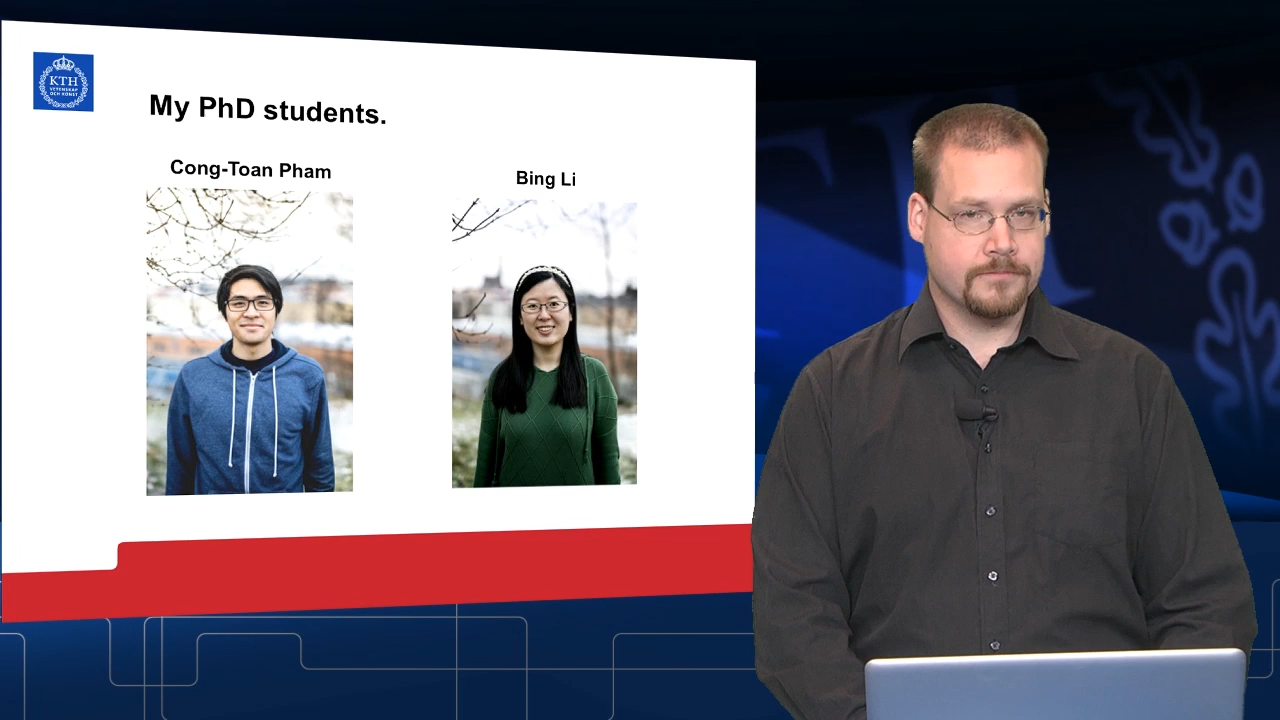 KTH
VETENSKAP
OCH KONST
My PhD students.
Cong-Toan Pham
Bing Li